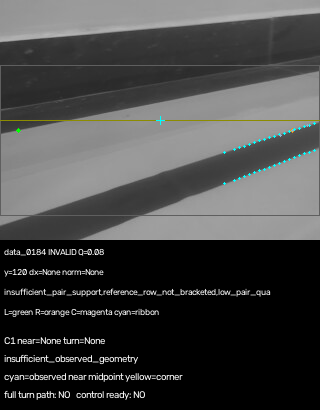 data_0184 INVALID Q=0.08
y=120 dx=None norm=None
insufficient_pair_support,reference_row_not_bracketed,low_pair_qua
L=green R=orange C=magenta cyan=ribbon
C1 near=None turn=None
insufficient_observed_geometry
cyan=observed near midpoint yellow=corner
full turn path: NO control ready: NO